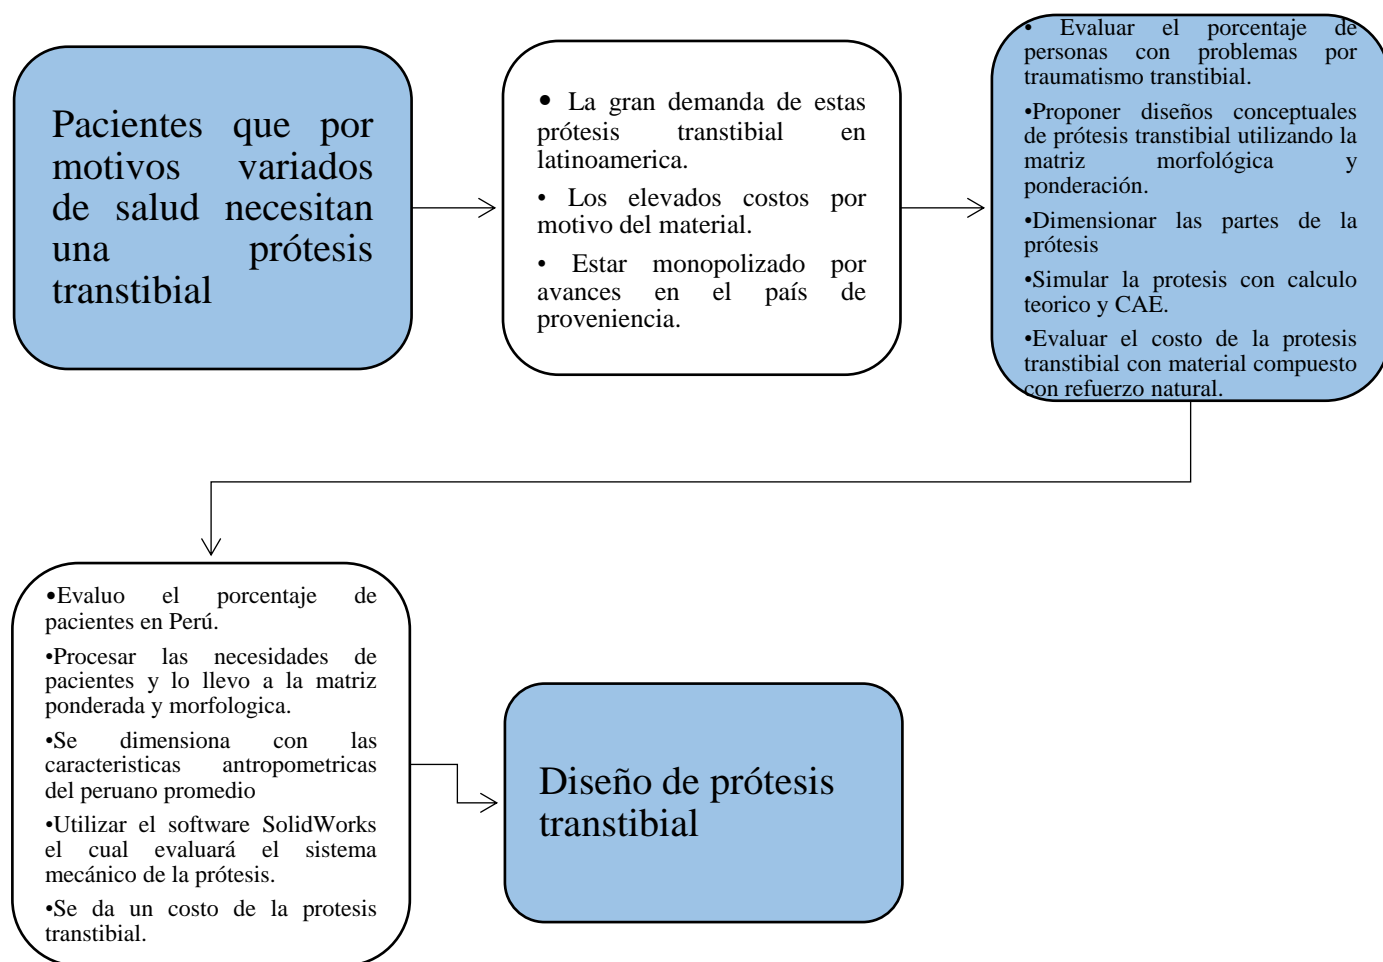 Pacientes que por
motivos variados
de salud necesitan
una prótesis
transtibial
• La gran demanda de estas
prótesis transtibial en
latinoamerica.
• Los elevados costos por
motivo del material.
• Estar monopolizado por
avances en el país de
proveniencia.
• Evaluar el porcentaje de
personas con problemas por
traumatismo transtibial.
•Proponer diseños conceptuales
de prótesis transtibial utilizando la
matriz morfológica y
ponderación.
•Dimensionar las partes de la
prótesis
•Simular la protesis con calculo
teorico y CAE.
•Evaluar el costo de la protesis
transtibial con material compuesto
con refuerzo natural.
•Evaluo el porcentaje de
pacientes en Perú.
•Procesar las necesidades de
pacientes y lo llevo a la matriz
ponderada y morfologica.
•Se dimensiona con las
caracteristicas antropometricas
del peruano promedio
•Utilizar el software SolidWorks
el cual evaluará el sistema
mecánico de la prótesis.
•Se da un costo de la protesis
transtibial.
Diseño de prótesis
transtibial